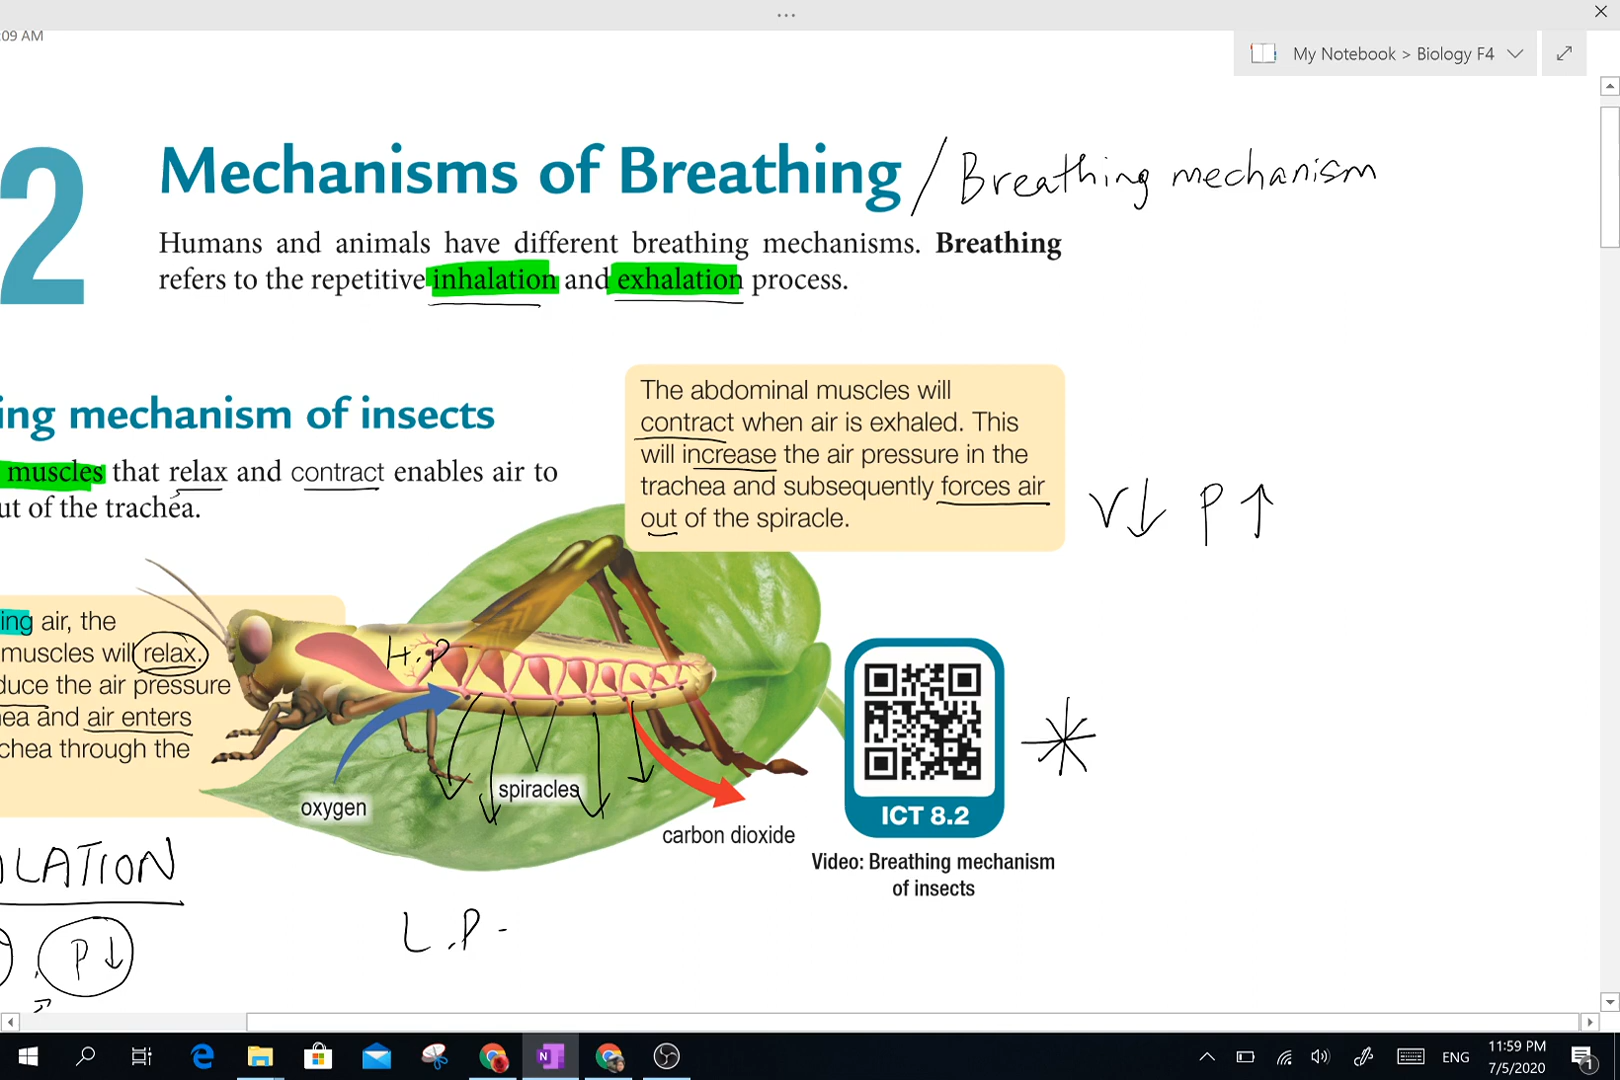 :09 AM
My Notebook > Biology F4
2
Mechanisms of Breathing / Breathing mechanism
Humans and animals have different breathing mechanisms. Breathing
refers to the repetitive inhalation and exhalation process.
ing mechanism of insects
muscles that relax and contract enables air to
ut of the trachea.
The abdominal muscles will
contract when air is exhaled. This
will increase the air pressure in the
trachea and subsequently forces air
out of the spiracle.
V↓ P↑
ing air, the
muscles will relax.
duce the air pressure
ea and air enters
chea through the
H.P
oxygen
spiracles
carbon dioxide
ICT 8.2
Video: Breathing mechanism
of insects
LATION
P↓
L.P -
ENG
11:59 PM
7/5/2020
1